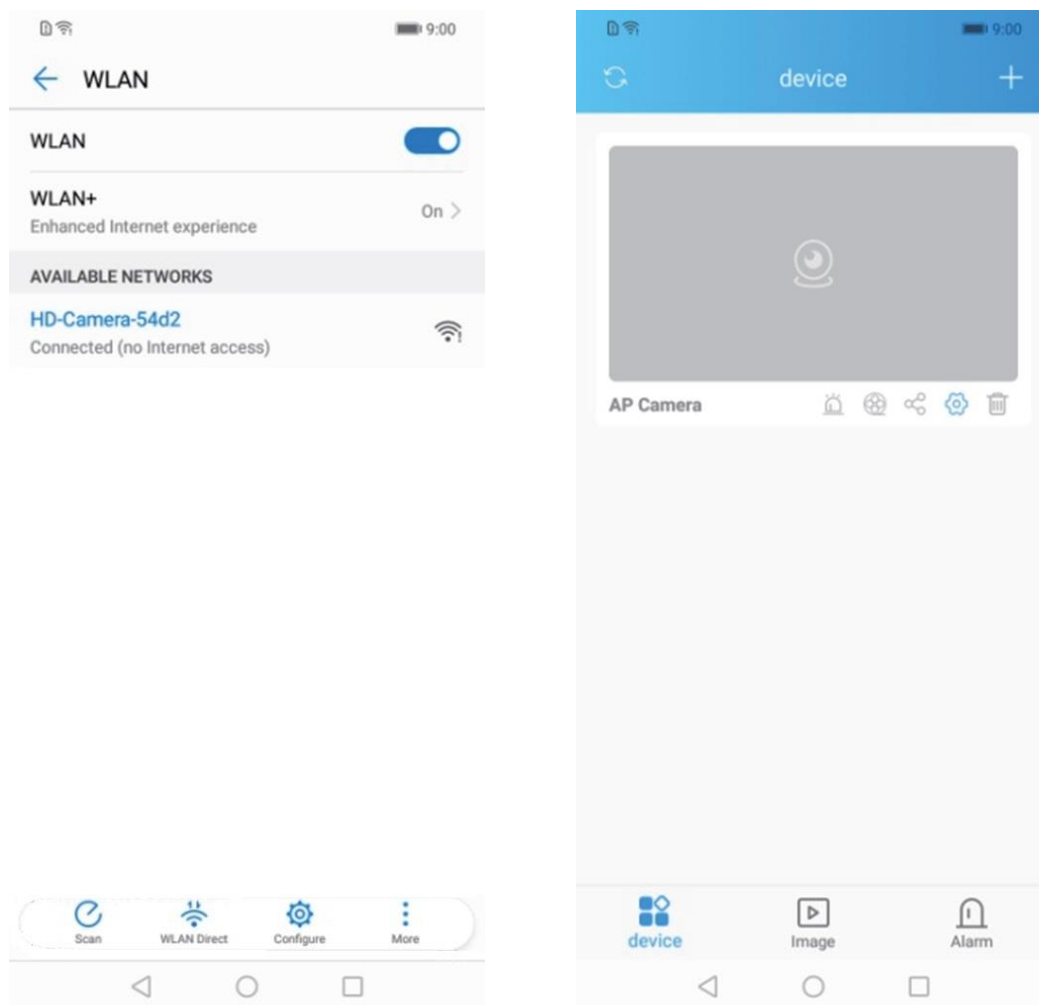 9:00
WLAN
WLAN
WLAN+
Enhanced Internet experience
On
AVAILABLE NETWORKS
HD-Camera-54d2
Connected (no Internet access)
Scan
WLAN Direct
Configure
More
9:00
device
AP Camera
device
Image
Alarm